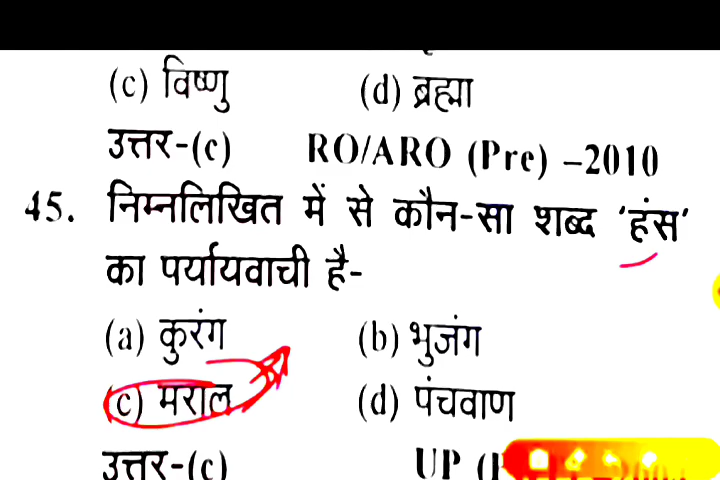 (c) विष्णु (d) ब्रह्मा
उत्तर-(c) RO/ARO (Pre) –2010
45. निम्नलिखित में से कौन-सा शब्द 'हंस'
का पर्यायवाची है-
(a) कुरंग (b) भुजंग
(c) मराल (d) पंचवाण
उत्तर-(c) UP